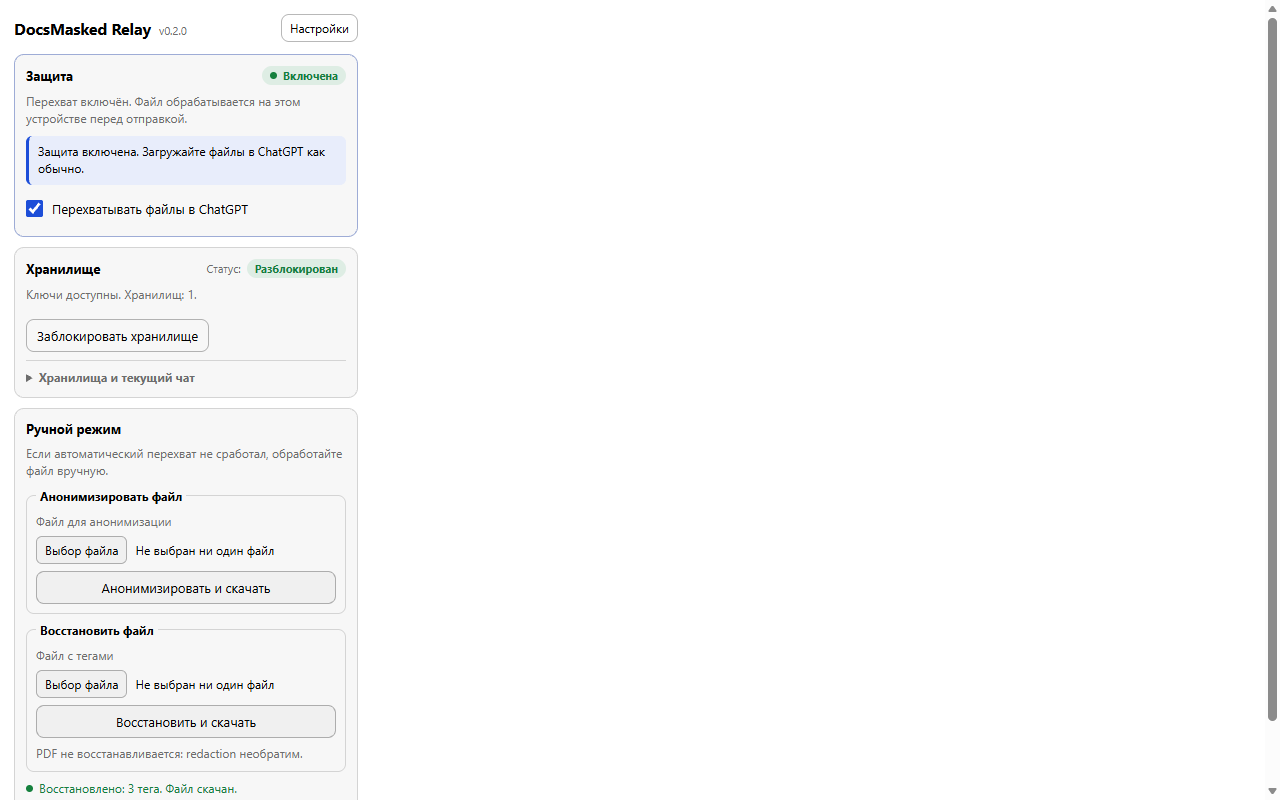 DocsMasked Relay v0.2.0
Настройки
Защита
Включена
Перехват включён. Файл обрабатывается на этом
устройстве перед отправкой.
Защита включена. Загружайте файлы в ChatGPT как
обычно.
Перехватывать файлы в ChatGPT
Хранилище
Статус: Разблокирован
Ключи доступны. Хранилищ: 1.
Заблокировать хранилище
Хранилища и текущий чат
Ручной режим
Если автоматический перехват не сработал, обработайте
файл вручную.
Анонимизировать файл
Файл для анонимизации
Выбор файла Не выбран ни один файл
Анонимизировать и скачать
Восстановить файл
Файл с тегами
Выбор файла Не выбран ни один файл
Восстановить и скачать
PDF не восстанавливается: redaction необратим.
Восстановлено: 3 тега. Файл скачан.